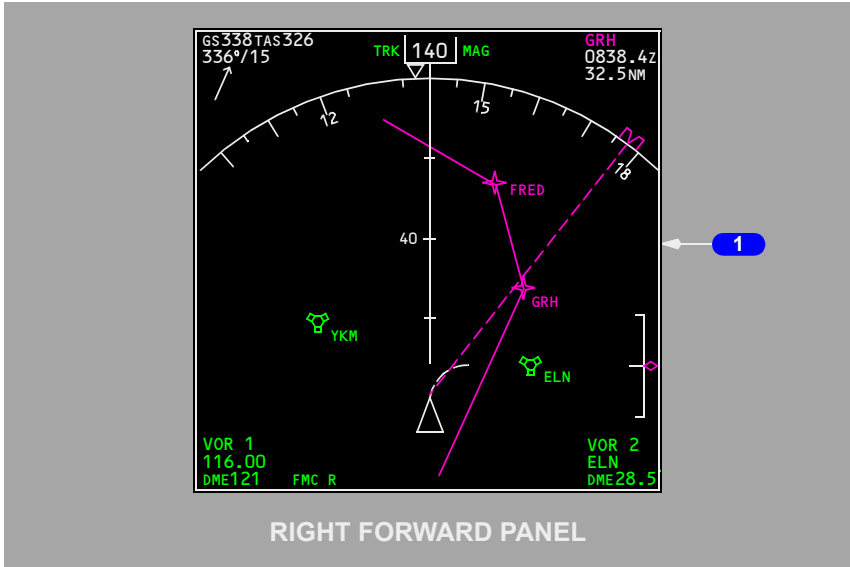 GS338TAS326
336°/15
TRK 140 MAG
GRH
0838.4Z
32.5NM
12
15
18
FRED
40
1
GRH
YKM
ELN
VOR 1
116.00
DME121
FMC R
VOR 2
ELN
DME28.5
RIGHT FORWARD PANEL